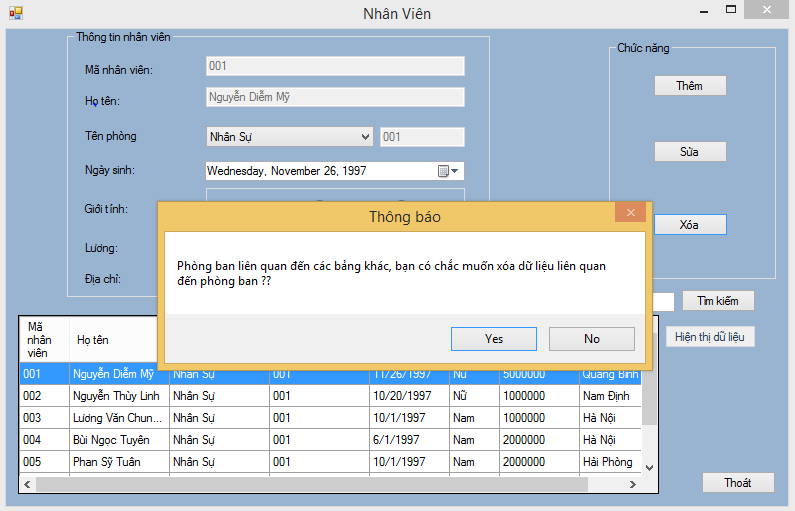 Nhân Viên
Thông tin nhân viên
Mã nhân viên:
001
Họ tên:
Nguyễn Diễm Mỹ
Tên phòng
Nhân Sự
001
Ngày sinh:
Wednesday, November 26, 1997
Giới tính:
Lương:
Địa chỉ:
Chức năng
Thêm
Sửa
Xóa
Thông báo
Phòng ban liên quan đến các bảng khác, bạn có chắc muốn xóa dữ liệu liên quan
đến phòng ban ??
Yes
No
Tìm kiếm
Hiện thị dữ liệu
Mã
nhân
viên
Họ tên
001 Nguyễn Diễm Mỹ Nhân Sự 001 11/26/1997 Nữ 5000000 Quảng Bình
002 Nguyễn Thùy Linh Nhân Sự 001 10/20/1997 Nữ 1000000 Nam Định
003 Lương Văn Chun... Nhân Sự 001 10/1/1997 Nam 1000000 Hà Nội
004 Bùi Ngọc Tuyên Nhân Sự 001 6/1/1997 Nam 2000000 Hà Nội
005 Phan Sỹ Tuân Nhân Sự 001 10/1/1997 Nam 2000000 Hải Phòng
Thoát